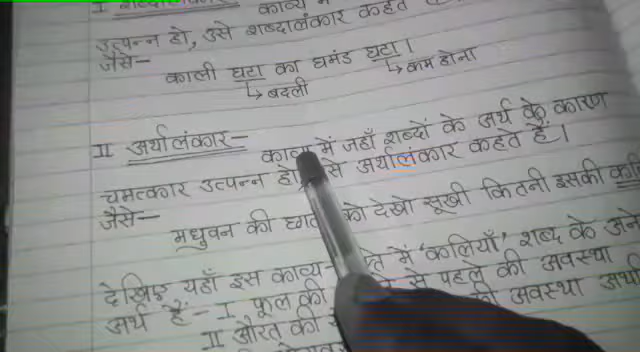 I शब्दालंकार काव्य में
उत्पन्न हो, उसे शब्दालंकार कहते
जैसे—
काली घटा का घमंड घटा।
↳ बदली ↳ कम होना
II अर्थालंकार— काव्य में जहाँ शब्दों के अर्थ के कारण
चमत्कार उत्पन्न हो से अर्थालंकार कहते हैं।
जैसे—
मधुवन की को देखो सूखी कितनी इसकी
देखिए यहाँ इस काव्य- में 'कलियाँ' शब्द के
अर्थ हैं— I फूल की से पहले की अवस्था
II औरत की की अवस्था